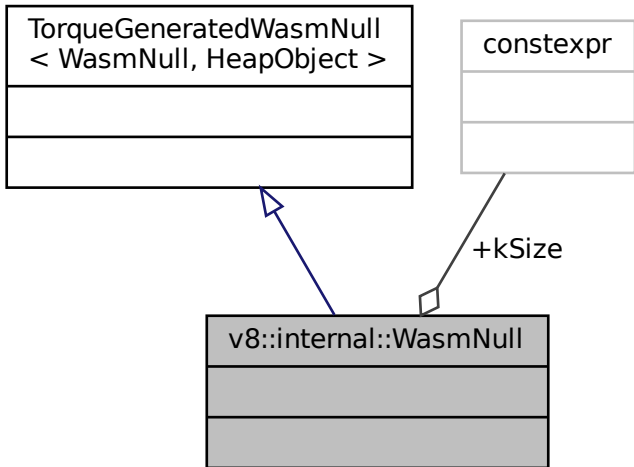 TorqueGeneratedWasmNull
< WasmNull, HeapObject >
constexpr
+kSize
v8::internal::WasmNull